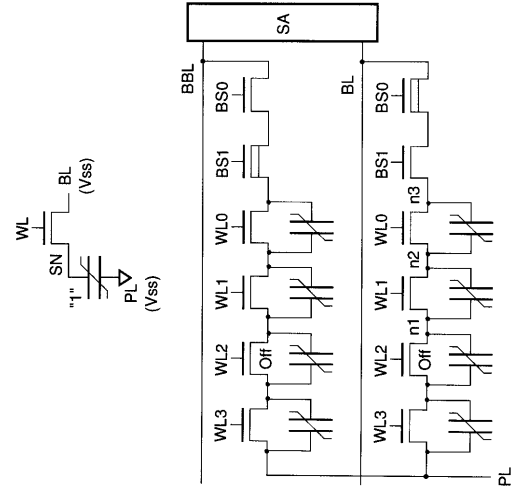 WL
SN
"1"
BL
(Vss)
PL
(Vss)
SA
BBL
BS0
BS1
WL0
WL1
WL2
Off
WL3
BL
BS0
BS1
n3
WL0
n2
WL1
n1
WL2
Off
WL3
PL